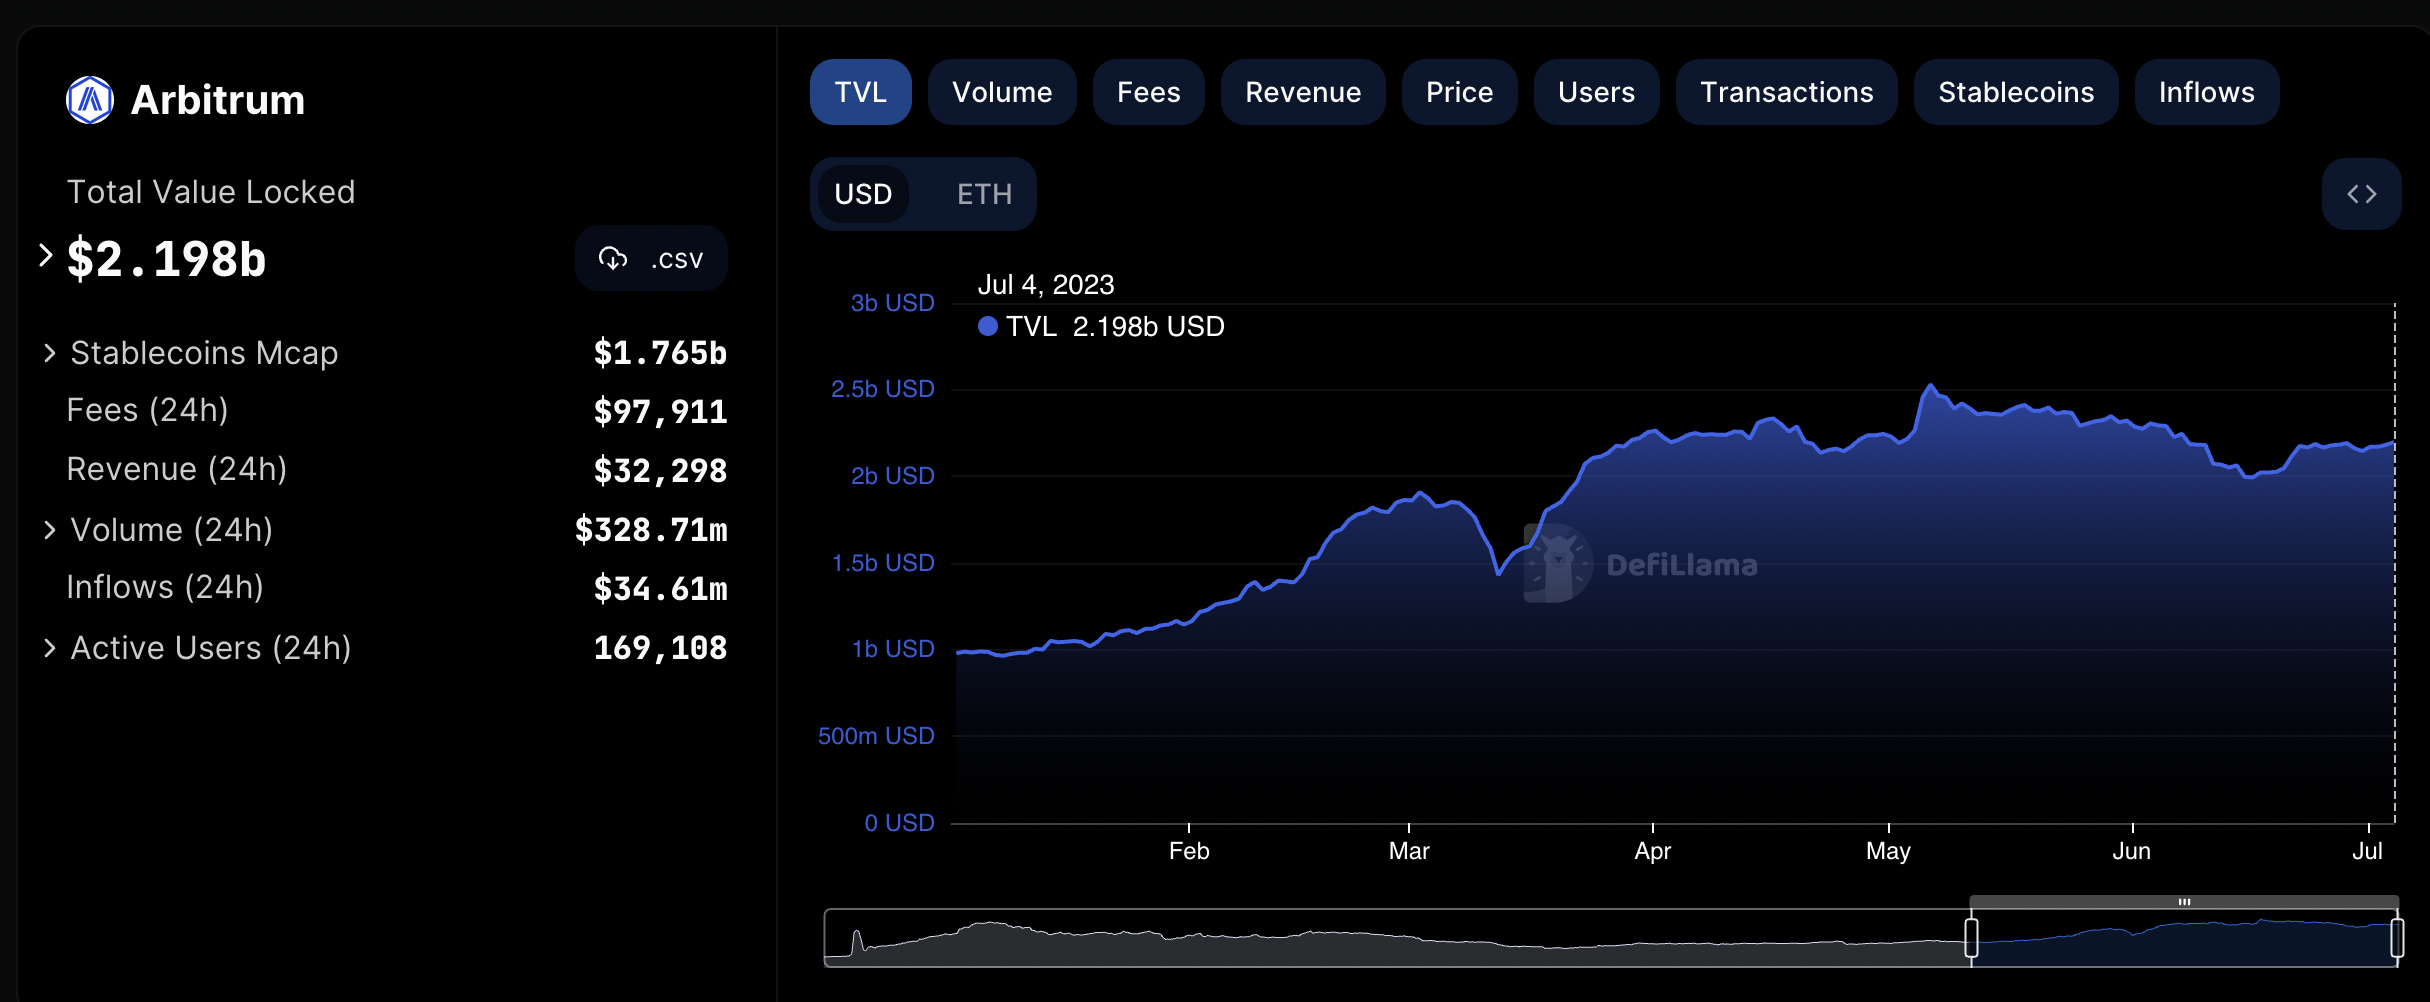 Arbitrum
Total Value Locked
$2.198b
.csv
Stablecoins Mcap $1.765b
Fees (24h) $97,911
Revenue (24h) $32,298
Volume (24h) $328.71m
Inflows (24h) $34.61m
Active Users (24h) 169,108
TVL Volume Fees Revenue Price Users Transactions Stablecoins Inflows
USD ETH
Jul 4, 2023
TVL 2.198b USD
3b USD
2.5b USD
2b USD
1.5b USD
1b USD
500m USD
0 USD
DefiLlama
Feb Mar Apr May Jun Jul